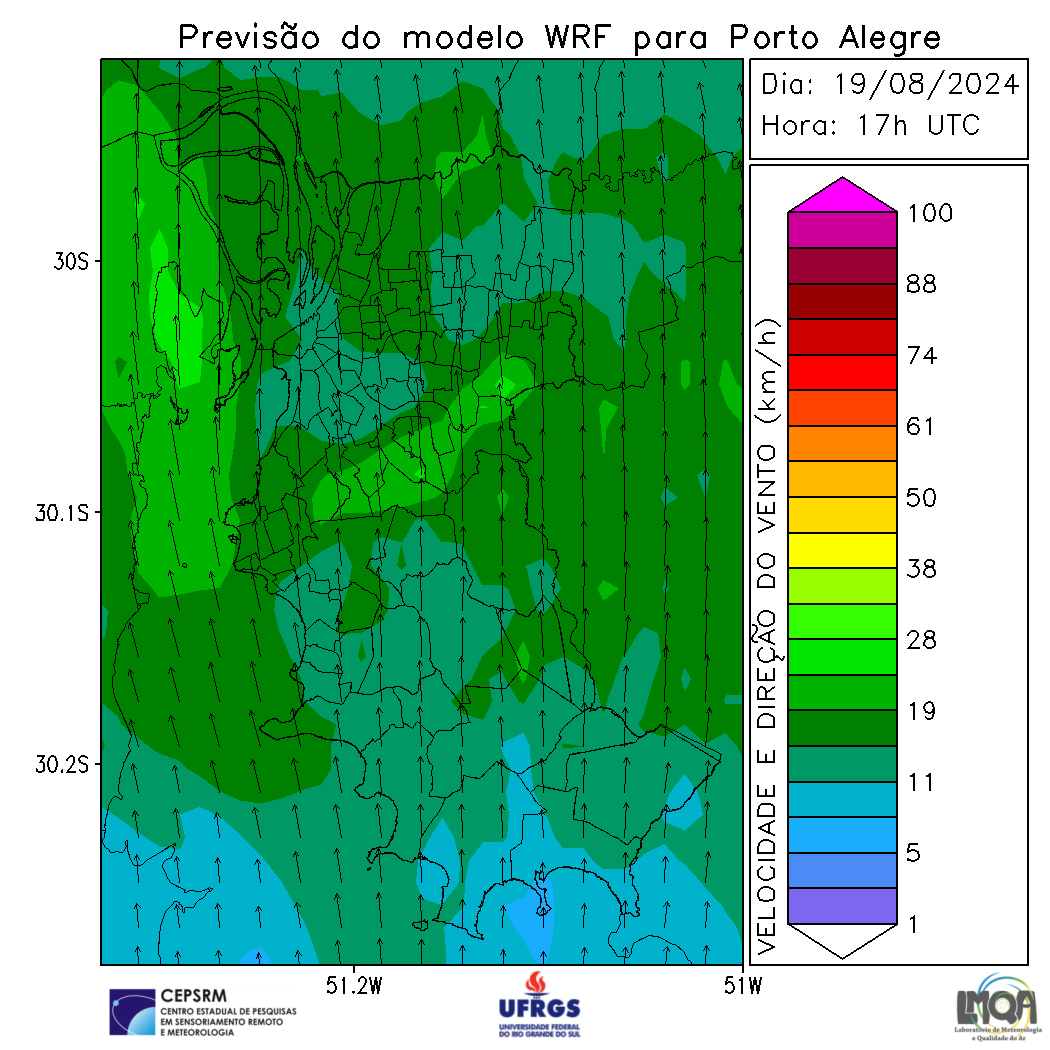 Previsão do modelo WRF para Porto Alegre
Dia: 19/08/2024
Hora: 17h UTC
30S
30.1S
30.2S
51.2W
51W
VELOCIDADE E DIREÇÃO DO VENTO (km/h)
100
88
74
61
50
38
28
19
11
5
1
CEPSRM
CENTRO ESTADUAL DE PESQUISAS
EM SENSORIAMENTO REMOTO
E METEOROLOGIA
UFRGS
UNIVERSIDADE FEDERAL
DO RIO GRANDE DO SUL
LMQA
Laboratório de Meteorologia
e Qualidade do Ar